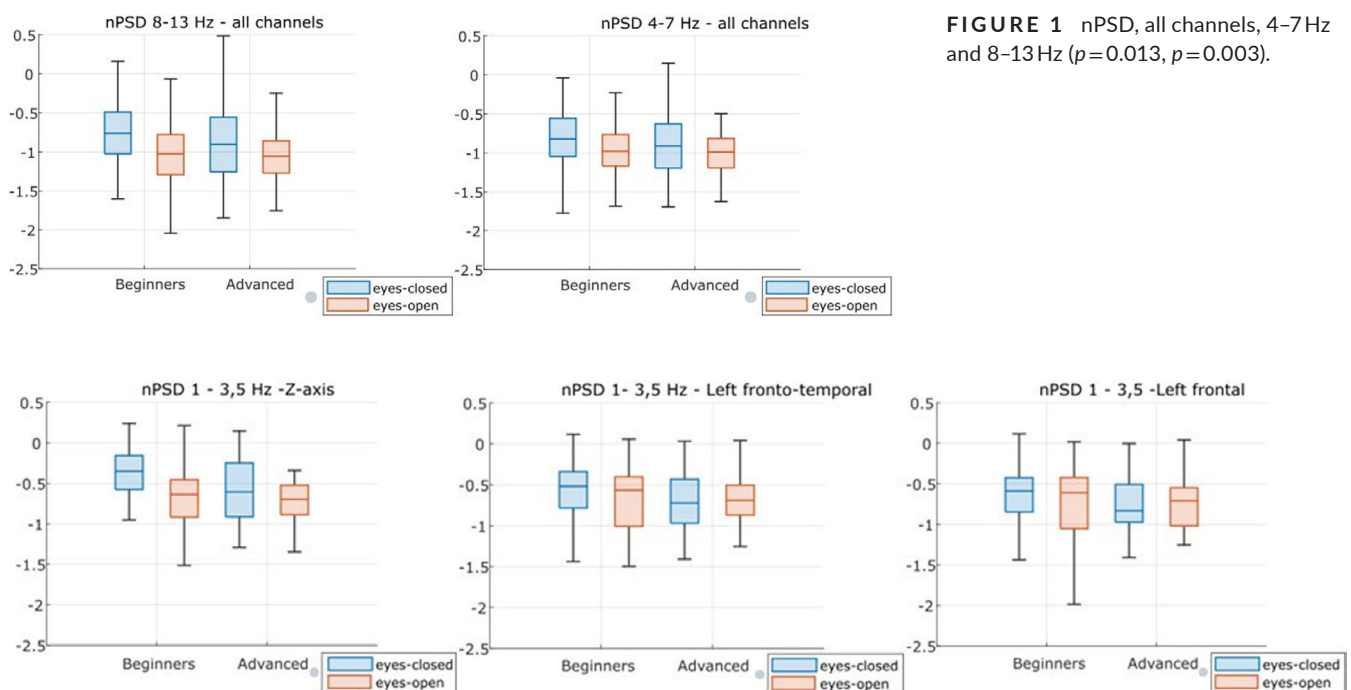 nPSD 8-13 Hz - all channels
0.5
0
-0.5
-1
-1.5
-2
-2.5
Beginners
Advanced
eyes-closed
eyes-open
nPSD 4-7 Hz - all channels
0.5
0
-0.5
-1
-1.5
-2
-2.5
Beginners
Advanced
eyes-closed
eyes-open
FIGURE 1 nPSD, all channels, 4–7 Hz
and 8–13 Hz (p=0.013, p=0.003).
nPSD 1 - 3,5 Hz -Z-axis
0.5
0
-0.5
-1
-1.5
-2
-2.5
Beginners
Advanced
eyes-closed
eyes-open
nPSD 1- 3,5 Hz - Left fronto-temporal
0.5
0
-0.5
-1
-1.5
-2
-2.5
Beginners
Advanced
eyes-closed
eyes-open
nPSD 1 - 3,5 -Left frontal
0.5
0
-0.5
-1
-1.5
-2
-2.5
Beginners
Advanced
eyes-closed
eyes-open